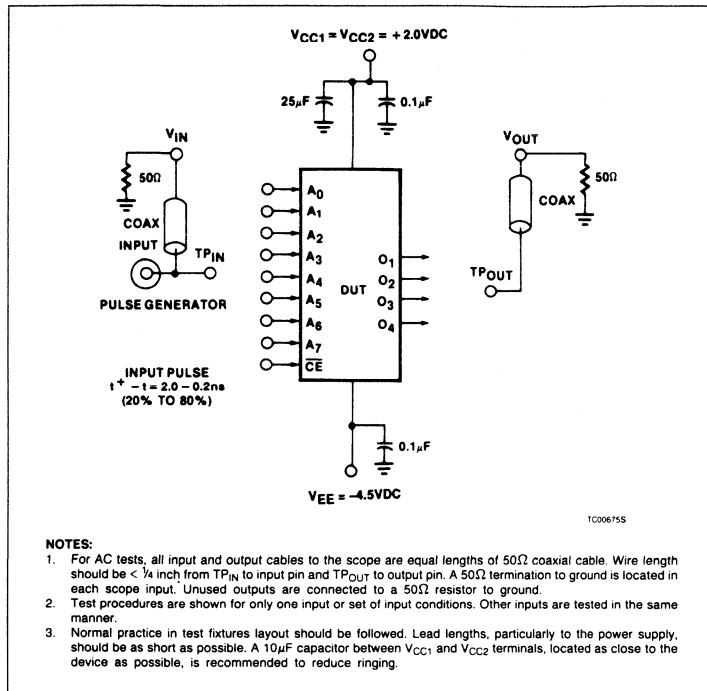 VCC1 = VCC2 = +2.0VDC
25µF
0.1µF
VIN
50Ω
COAX
INPUT
TPIN
PULSE GENERATOR
INPUT PULSE
t+ - t = 2.0 - 0.2ns
(20% TO 80%)
A0
A1
A2
A3
A4
A5
A6
A7
CE
DUT
O1
O2
O3
O4
VOUT
50Ω
COAX
TPOUT
0.1µF
VEE = -4.5VDC
TC00675S
NOTES:
1. For AC tests, all input and output cables to the scope are equal lengths of 50Ω coaxial cable. Wire length
should be < 1/4 inch from TPIN to input pin and TPOUT to output pin. A 50Ω termination to ground is located in
each scope input. Unused outputs are connected to a 50Ω resistor to ground.
2. Test procedures are shown for only one input or set of input conditions. Other inputs are tested in the same
manner.
3. Normal practice in test fixtures layout should be followed. Lead lengths, particularly to the power supply,
should be as short as possible. A 10µF capacitor between VCC1 and VCC2 terminals, located as close to the
device as possible, is recommended to reduce ringing.